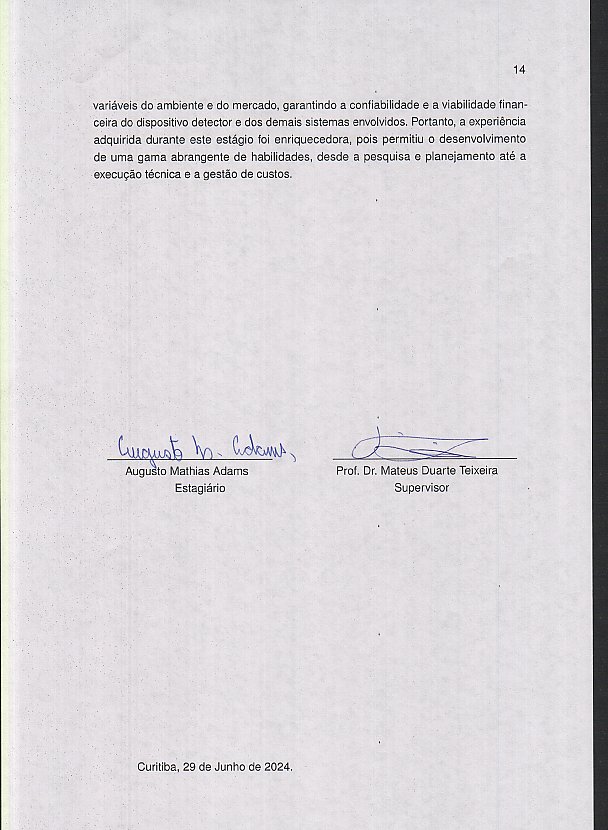 14
variáveis do ambiente e do mercado, garantindo a confiabilidade e a viabilidade finan-
ceira do dispositivo detector e dos demais sistemas envolvidos. Portanto, a experiência
adquirida durante este estágio foi enriquecedora, pois permitiu o desenvolvimento
de uma gama abrangente de habilidades, desde a pesquisa e planejamento até a
execução técnica e a gestão de custos.
Augusto M. Adams
Augusto Mathias Adams
Estagiário
Prof. Dr. Mateus Duarte Teixeira
Supervisor
Curitiba, 29 de Junho de 2024.